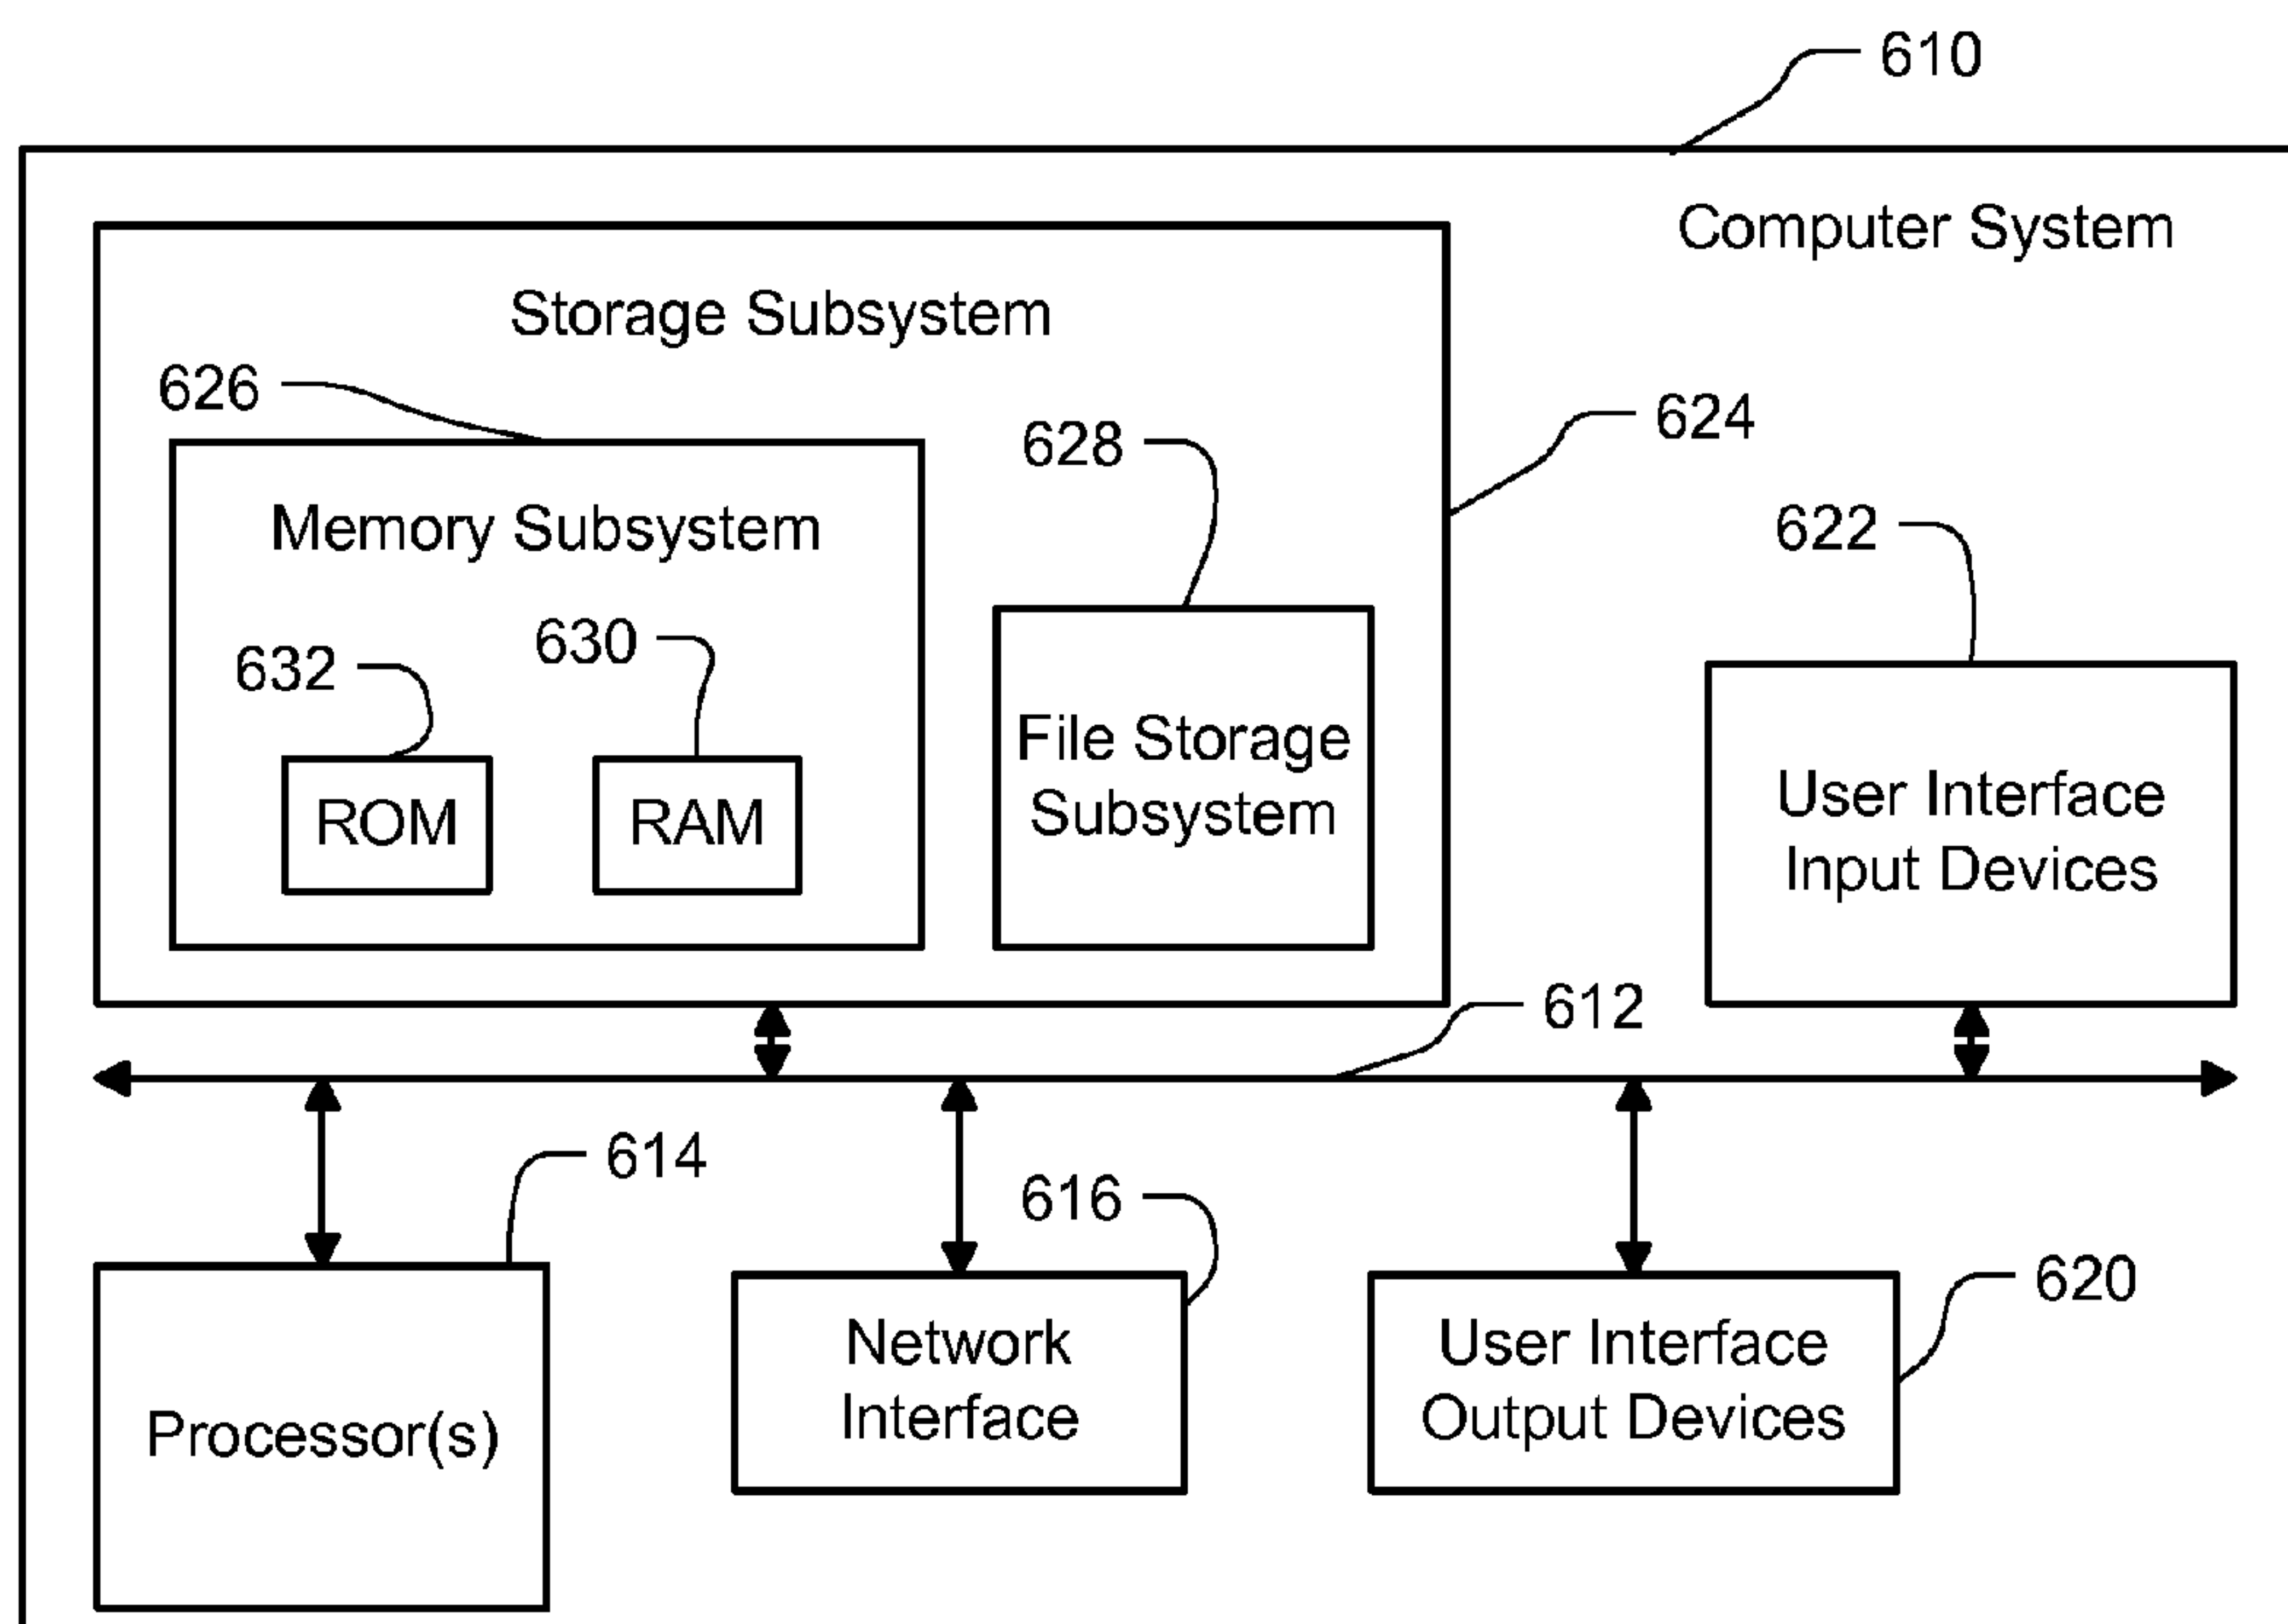 610
Computer System
Storage Subsystem
626
624
628
Memory Subsystem
622
630
632
File Storage
Subsystem
ROM
RAM
User Interface
Input Devices
612
614
616
620
Network
Interface
User Interface
Output Devices
Processor(s)